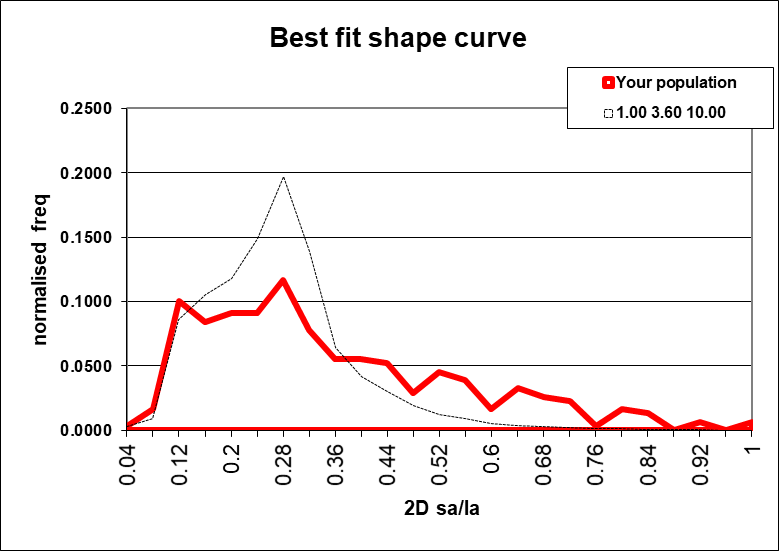 Best fit shape curve
Your population
1.00 3.60 10.00
0.2500
0.2000
0.1500
0.1000
0.0500
0.0000
normalised freq
0.04 0.12 0.2 0.28 0.36 0.44 0.52 0.6 0.68 0.76 0.84 0.92 1
2D sa/la